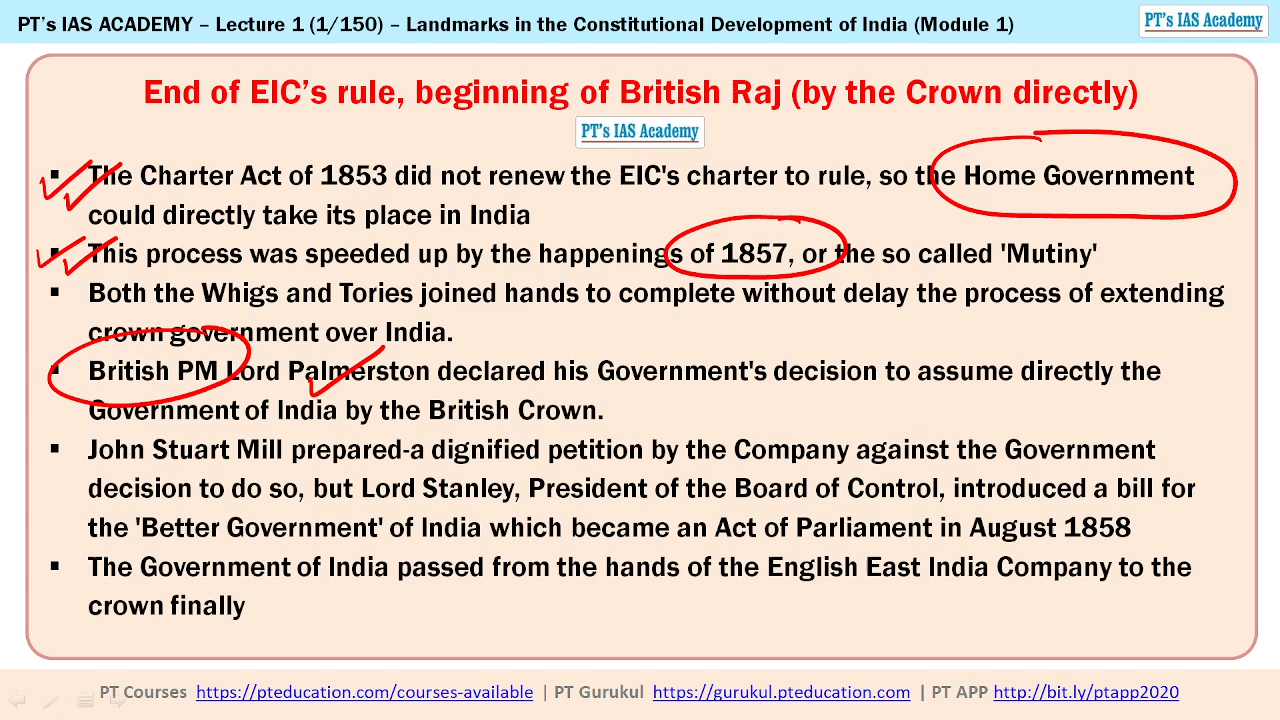 PT's IAS ACADEMY – Lecture 1 (1/150) – Landmarks in the Constitutional Development of India (Module 1)
PT's IAS Academy
End of EIC's rule, beginning of British Raj (by the Crown directly)
PT's IAS Academy
▪ The Charter Act of 1853 did not renew the EIC's charter to rule, so the Home Government
could directly take its place in India
▪ This process was speeded up by the happenings of 1857, or the so called 'Mutiny'
▪ Both the Whigs and Tories joined hands to complete without delay the process of extending
crown government over India.
▪ British PM Lord Palmerston declared his Government's decision to assume directly the
Government of India by the British Crown.
▪ John Stuart Mill prepared-a dignified petition by the Company against the Government
decision to do so, but Lord Stanley, President of the Board of Control, introduced a bill for
the 'Better Government' of India which became an Act of Parliament in August 1858
▪ The Government of India passed from the hands of the English East India Company to the
crown finally
PT Courses https://pteducation.com/courses-available | PT Gurukul https://gurukul.pteducation.com | PT APP http://bit.ly/ptapp2020